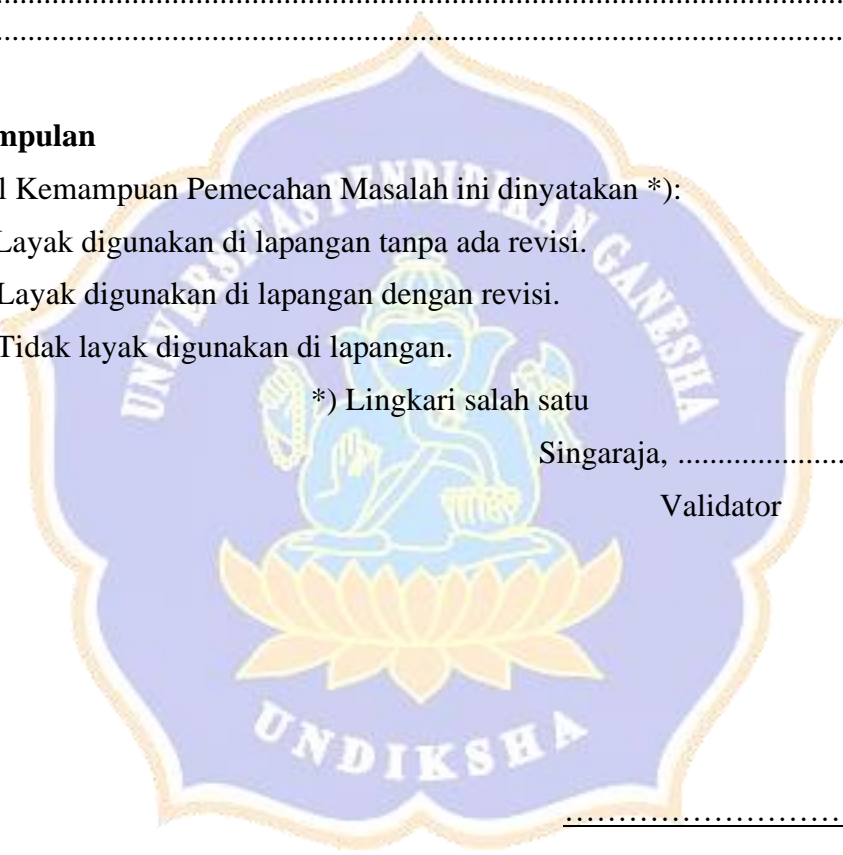 ................................................................................................................
................................................................................................................
mpulan
l Kemampuan Pemecahan Masalah ini dinyatakan *):
Layak digunakan di lapangan tanpa ada revisi.
Layak digunakan di lapangan dengan revisi.
Tidak layak digunakan di lapangan.
*) Lingkari salah satu
Singaraja, .....................
Validator
UNIVERSITAS PENDIDIKAN GANESHA
UNDIKSHA
..............................